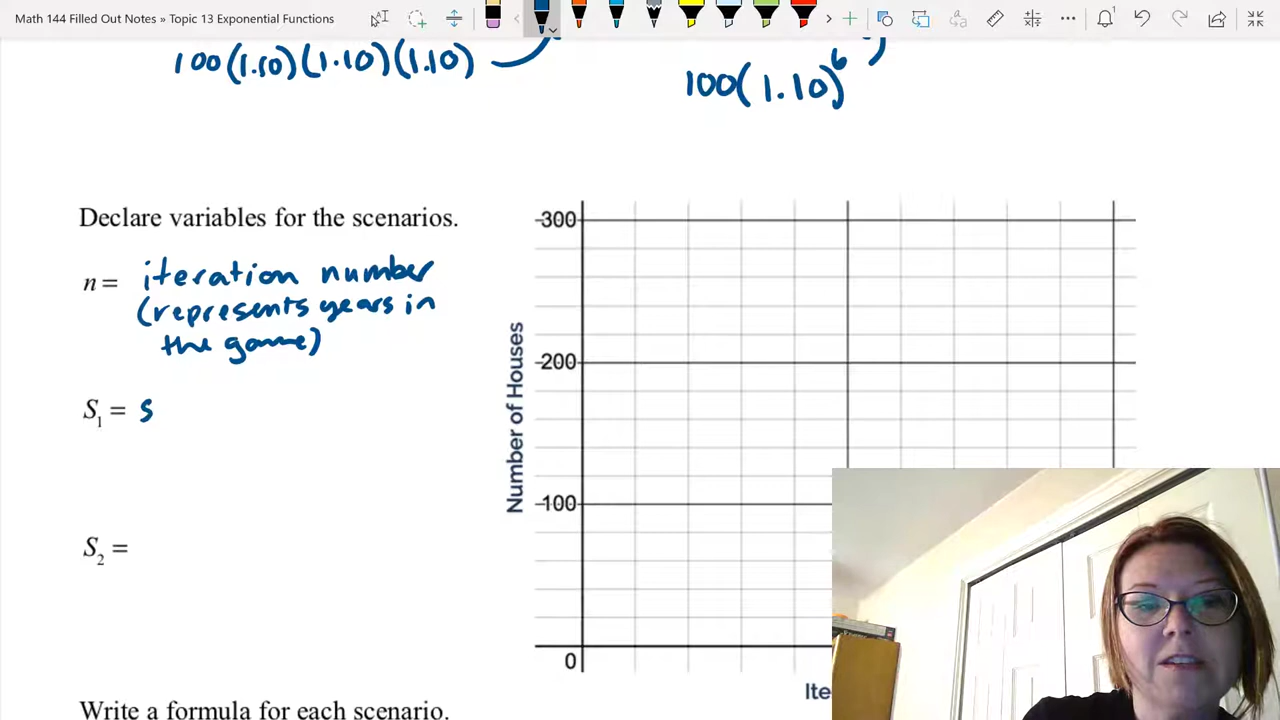 Math 144 Filled Out Notes » Topic 13 Exponential Functions
100(1.10)(1.10)(1.10)
100(1.10)^6
Declare variables for the scenarios.
n = iteration number
(represents years in
the game)
S₁ = S
S₂ =
Write a formula for each scenario.
Number of Houses
300
200
100
0
Ite